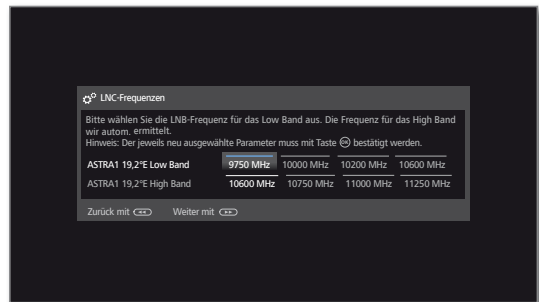 LNC-Frequenzen
Bitte wählen Sie die LNB-Frequenz für das Low Band aus. Die Frequenz für das High Band
wir autom. ermittelt.
Hinweis: Der jeweils neu ausgewählte Parameter muss mit Taste OK bestätigt werden.
ASTRA1 19,2°E Low Band 9750 MHz 10000 MHz 10200 MHz 10600 MHz
ASTRA1 19,2°E High Band 10600 MHz 10750 MHz 11000 MHz 11250 MHz
Zurück mit Weiter mit